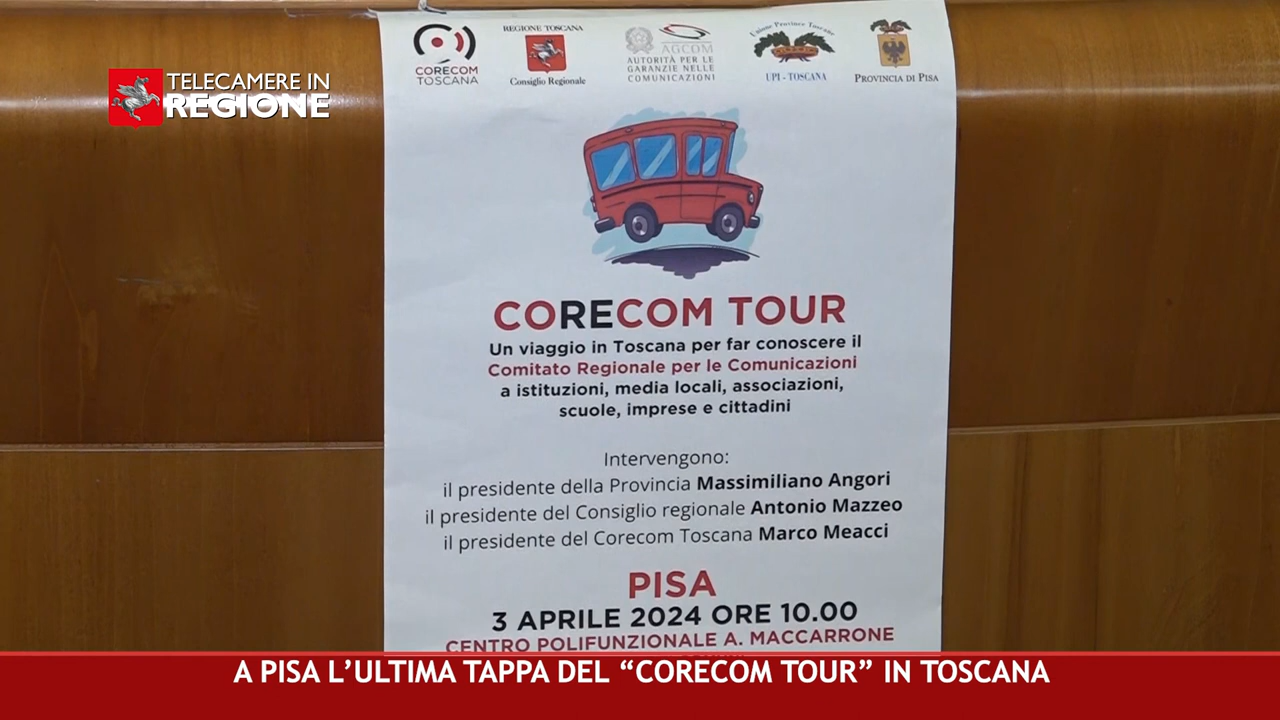 CORECOM
TOSCANA
REGIONE TOSCANA
Consiglio Regionale
AGCOM
AUTORITÀ PER LE
GARANZIE NELLE
COMUNICAZIONI
Unione Province Toscane
UPI - TOSCANA
PROVINCIA DI PISA
TELECAMERE IN
REGIONE
CORECOM TOUR
Un viaggio in Toscana per far conoscere il
Comitato Regionale per le Comunicazioni
a istituzioni, media locali, associazioni,
scuole, imprese e cittadini
Intervengono:
il presidente della Provincia Massimiliano Angori
il presidente del Consiglio regionale Antonio Mazzeo
il presidente del Corecom Toscana Marco Meacci
PISA
3 APRILE 2024 ORE 10.00
CENTRO POLIFUNZIONALE A. MACCARRONE
A PISA L’ULTIMA TAPPA DEL “CORECOM TOUR” IN TOSCANA